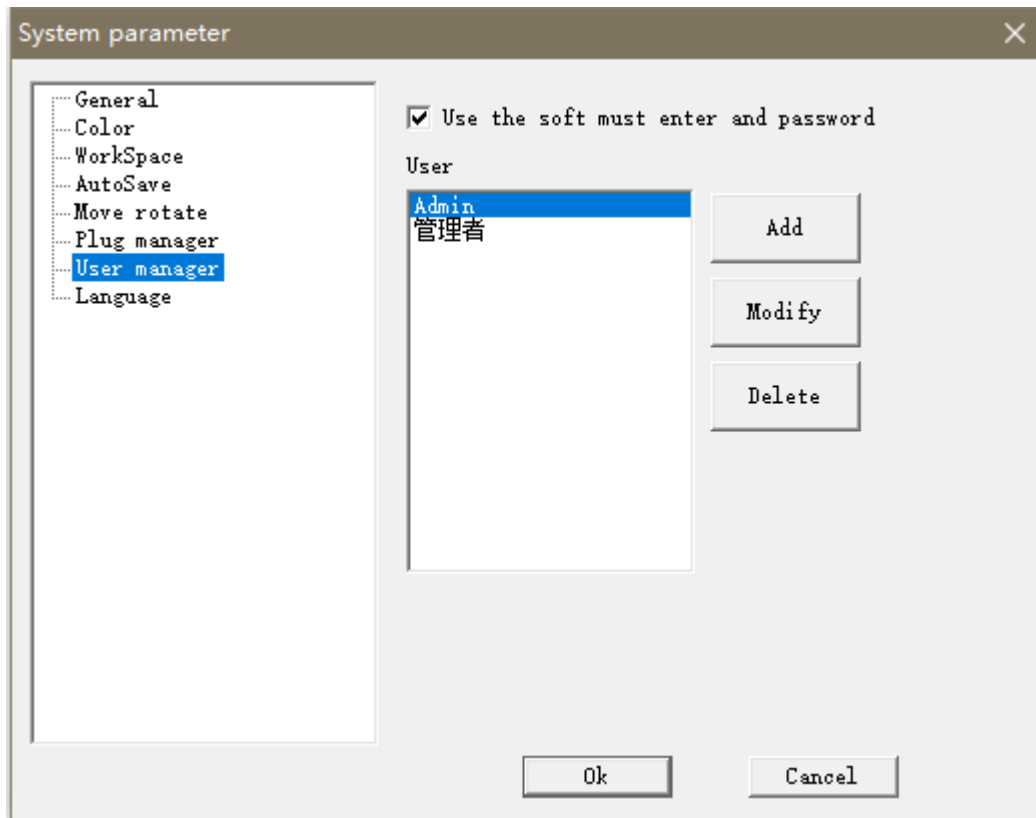 System parameter
General
Color
WorkSpace
AutoSave
Move rotate
Plug manager
User manager
Language
Use the soft must enter and password
User
Admin
管理者
Add
Modify
Delete
Ok
Cancel